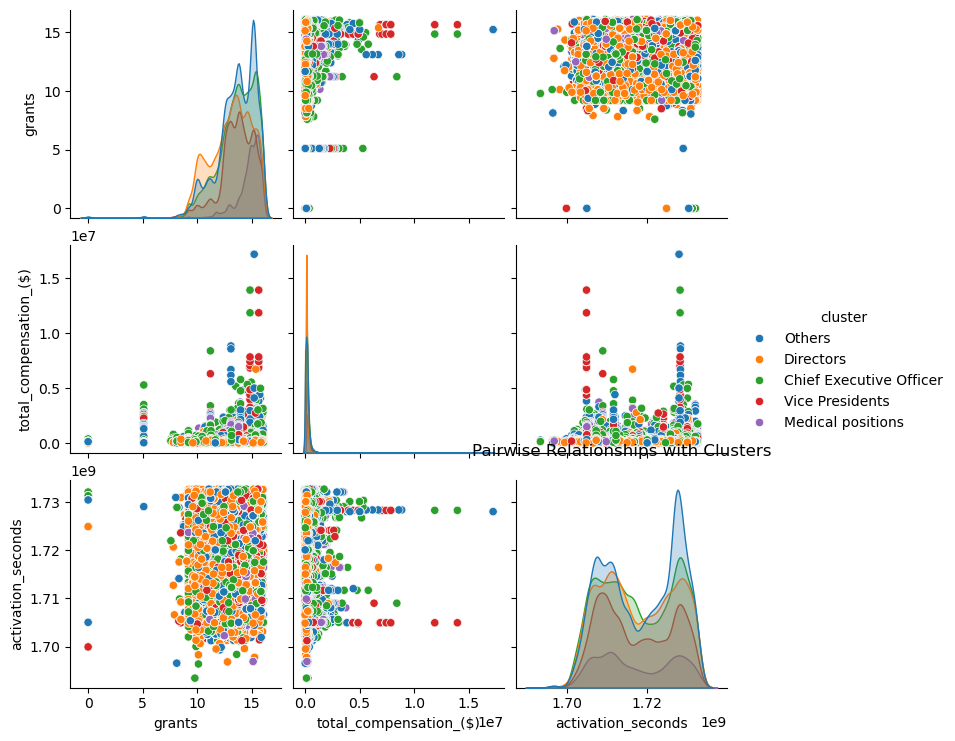 15
10
5
0
grants
1e7
1.5
1.0
0.5
0.0
total_compensation_($)
cluster
Others
Directors
Chief Executive Officer
Vice Presidents
Medical positions
Pairwise Relationships with Clusters
1e9
1.73
1.72
1.71
1.70
activation_seconds
0 5 10 15
0.0 0.5 1.0 1.5
1.70 1.72
grants
total_compensation_($)
1e7
activation_seconds
1e9